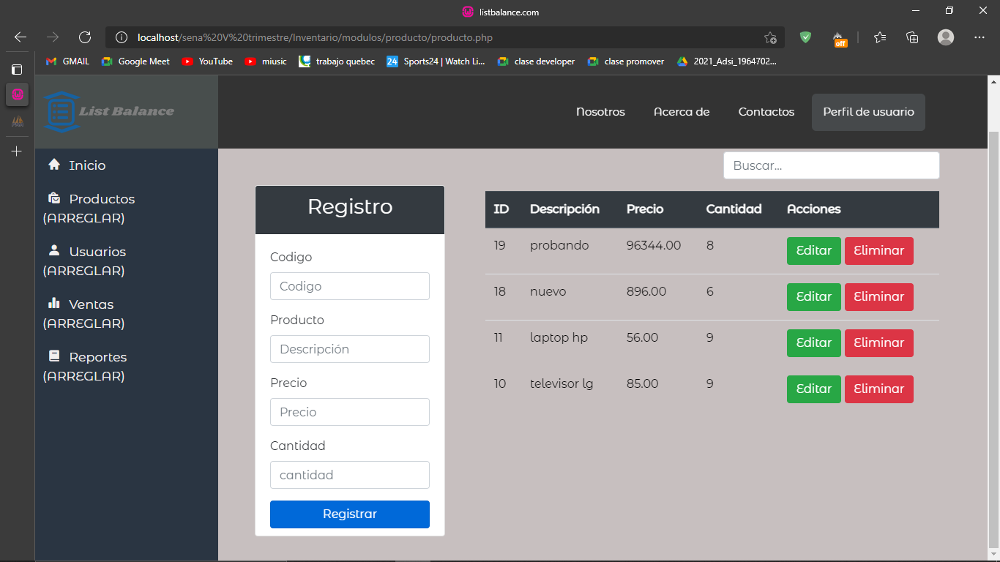 listbalance.com
localhost/sena%20V%20trimestre/Inventario/modulos/producto/producto.php
off
GMAIL
Google Meet
YouTube
miusic
trabajo quebec
24
Sports24 | Watch Li...
clase developer
clase promover
2021_Adsi_1964702...
List Balance
Nosotros
Acerca de
Contactos
Perfil de usuario
Inicio
Productos
(ARREGLAR)
Usuarios
(ARREGLAR)
Ventas
(ARREGLAR)
Reportes
(ARREGLAR)
Buscar...
Registro
Codigo
Codigo
Producto
Descripción
Precio
Precio
Cantidad
cantidad
Registrar
ID Descripción Precio Cantidad Acciones
19 probando 96344.00 8 Editar Eliminar
18 nuevo 896.00 6 Editar Eliminar
11 laptop hp 56.00 9 Editar Eliminar
10 televisor lg 85.00 9 Editar Eliminar